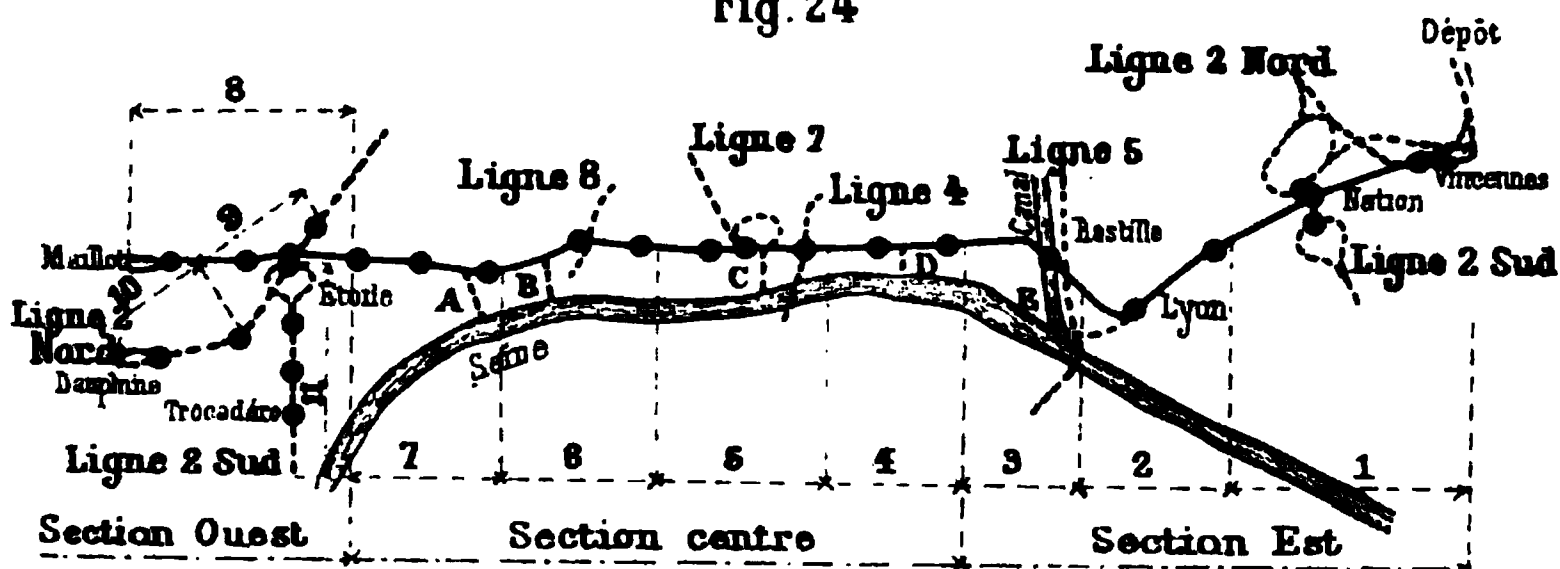 Fig. 24
Dépôt
Ligne 2 Nord
8
Ligne 7
Ligne 5
Ligne 8
Ligne 4
Canal
Vincennes
Nation
9
Bastille
Maillot
Ligne 2 Sud
10
Etoile
A
B
C
D
E
Lyon
Ligne 2
Nord
Dauphine
Seine
11
Trocadéro
Ligne 2 Sud
7
6
5
4
3
2
1
Section Ouest
Section centre
Section Est